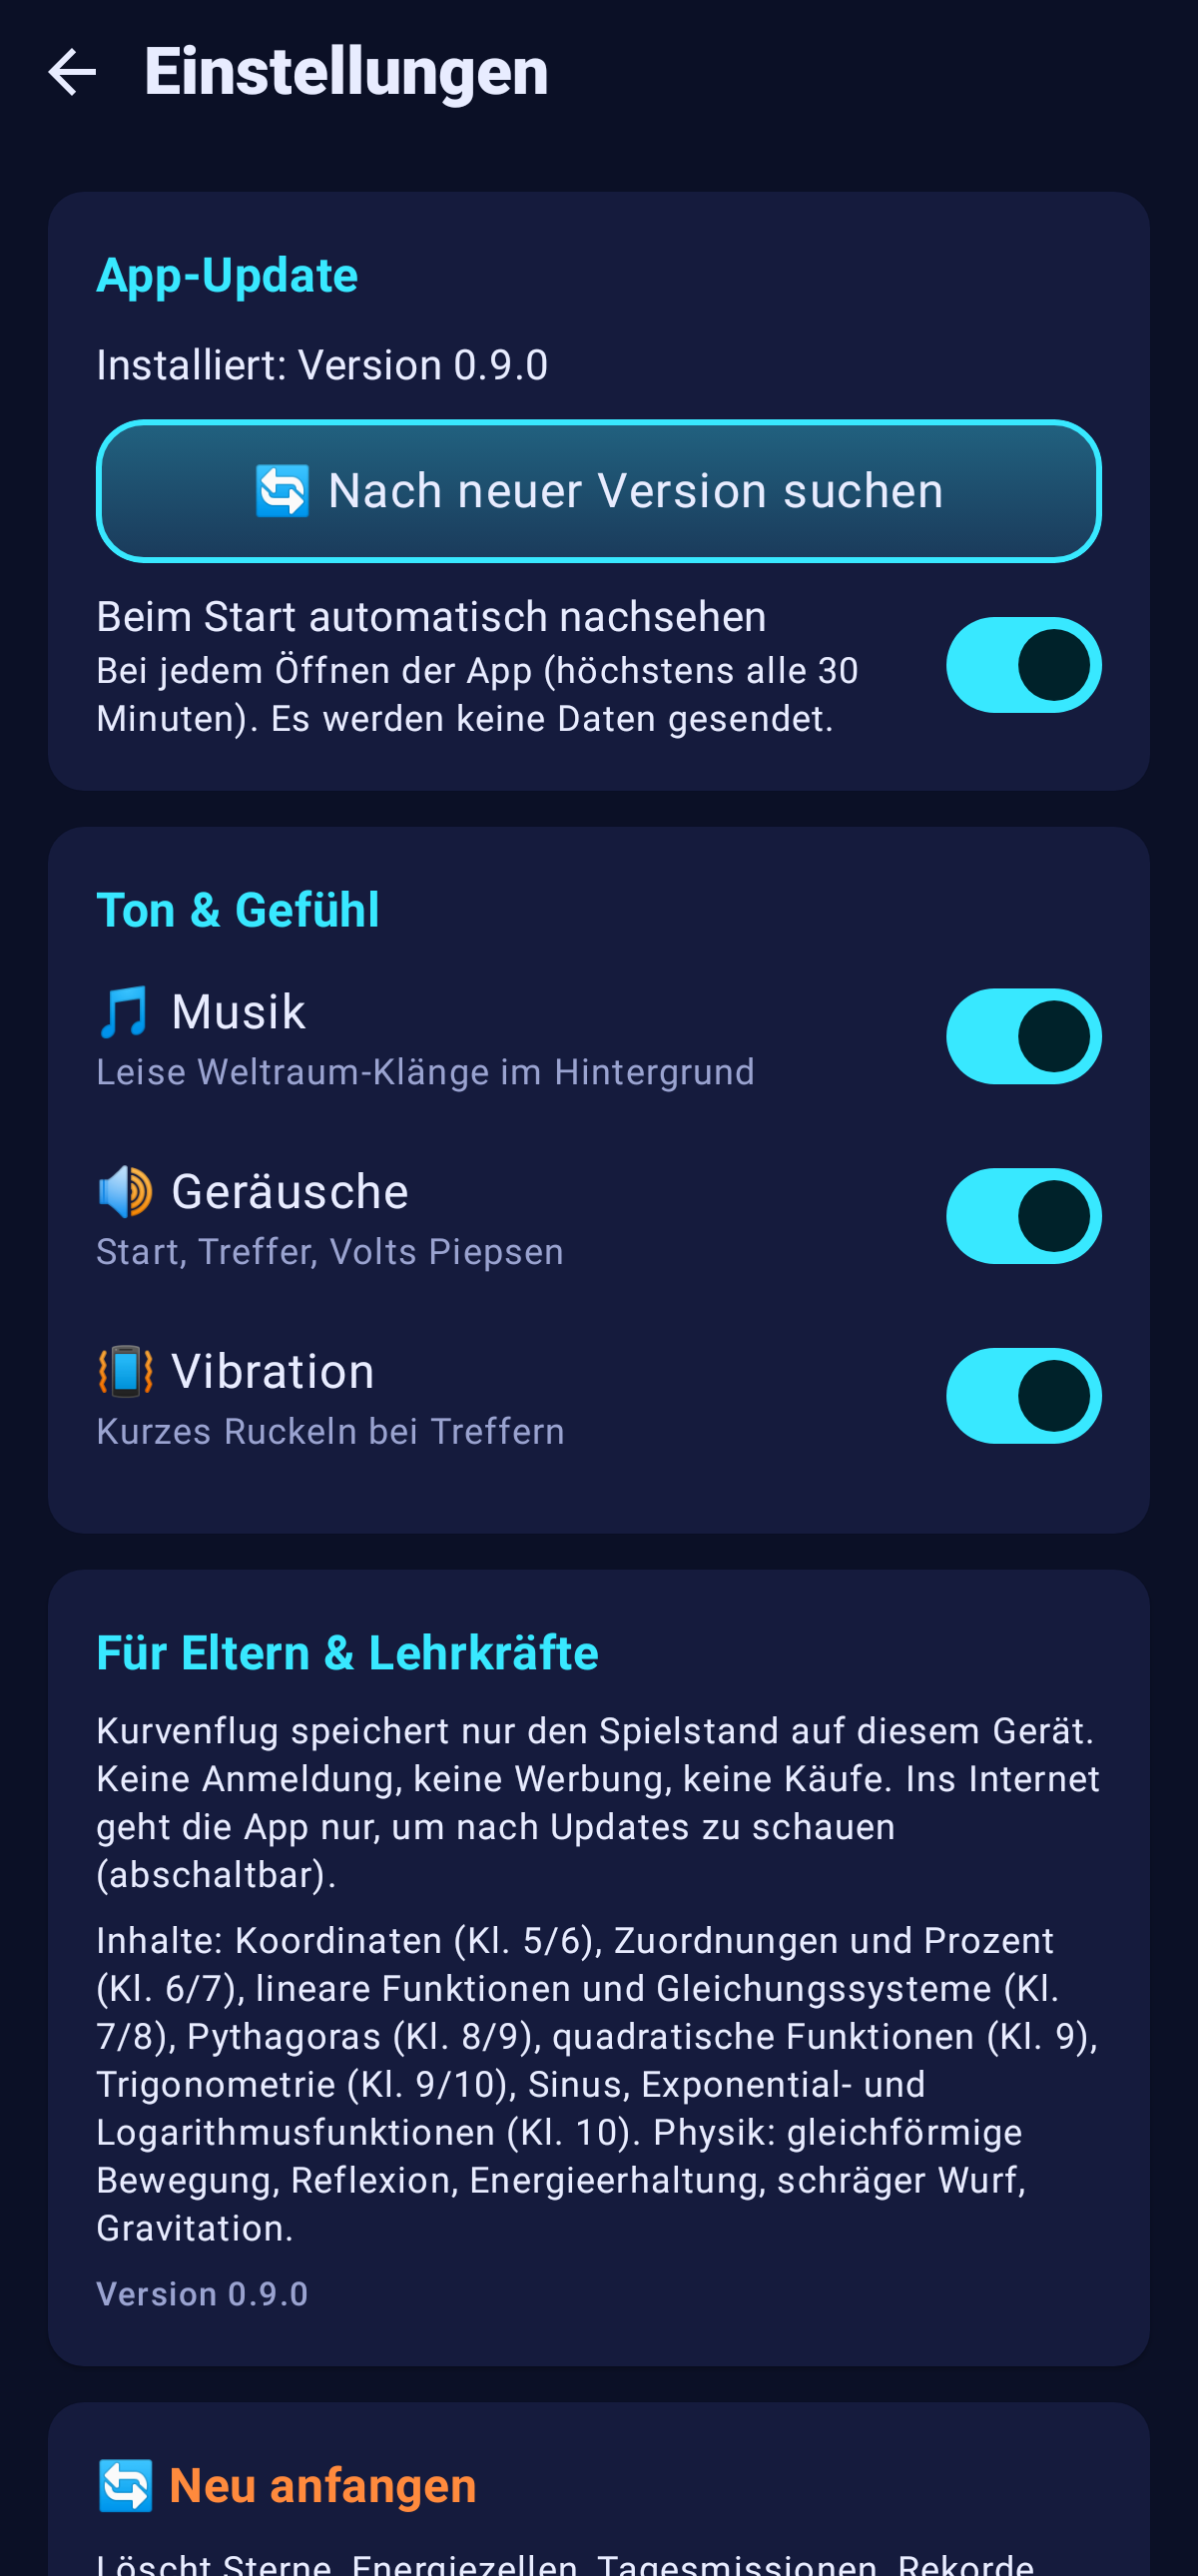 Einstellungen
App-Update
Installiert: Version 0.9.0
Nach neuer Version suchen
Beim Start automatisch nachsehen
Bei jedem Öffnen der App (höchstens alle 30
Minuten). Es werden keine Daten gesendet.
Ton & Gefühl
Musik
Leise Weltraum-Klänge im Hintergrund
Geräusche
Start, Treffer, Volts Piepsen
Vibration
Kurzes Ruckeln bei Treffern
Für Eltern & Lehrkräfte
Kurvenflug speichert nur den Spielstand auf diesem Gerät.
Keine Anmeldung, keine Werbung, keine Käufe. Ins Internet
geht die App nur, um nach Updates zu schauen
(abschaltbar).
Inhalte: Koordinaten (Kl. 5/6), Zuordnungen und Prozent
(Kl. 6/7), lineare Funktionen und Gleichungssysteme (Kl.
7/8), Pythagoras (Kl. 8/9), quadratische Funktionen (Kl. 9),
Trigonometrie (Kl. 9/10), Sinus, Exponential- und
Logarithmusfunktionen (Kl. 10). Physik: gleichförmige
Bewegung, Reflexion, Energieerhaltung, schräger Wurf,
Gravitation.
Version 0.9.0
Neu anfangen
Löscht Sterne, Energiezellen, Tagesmissionen, Rekorde